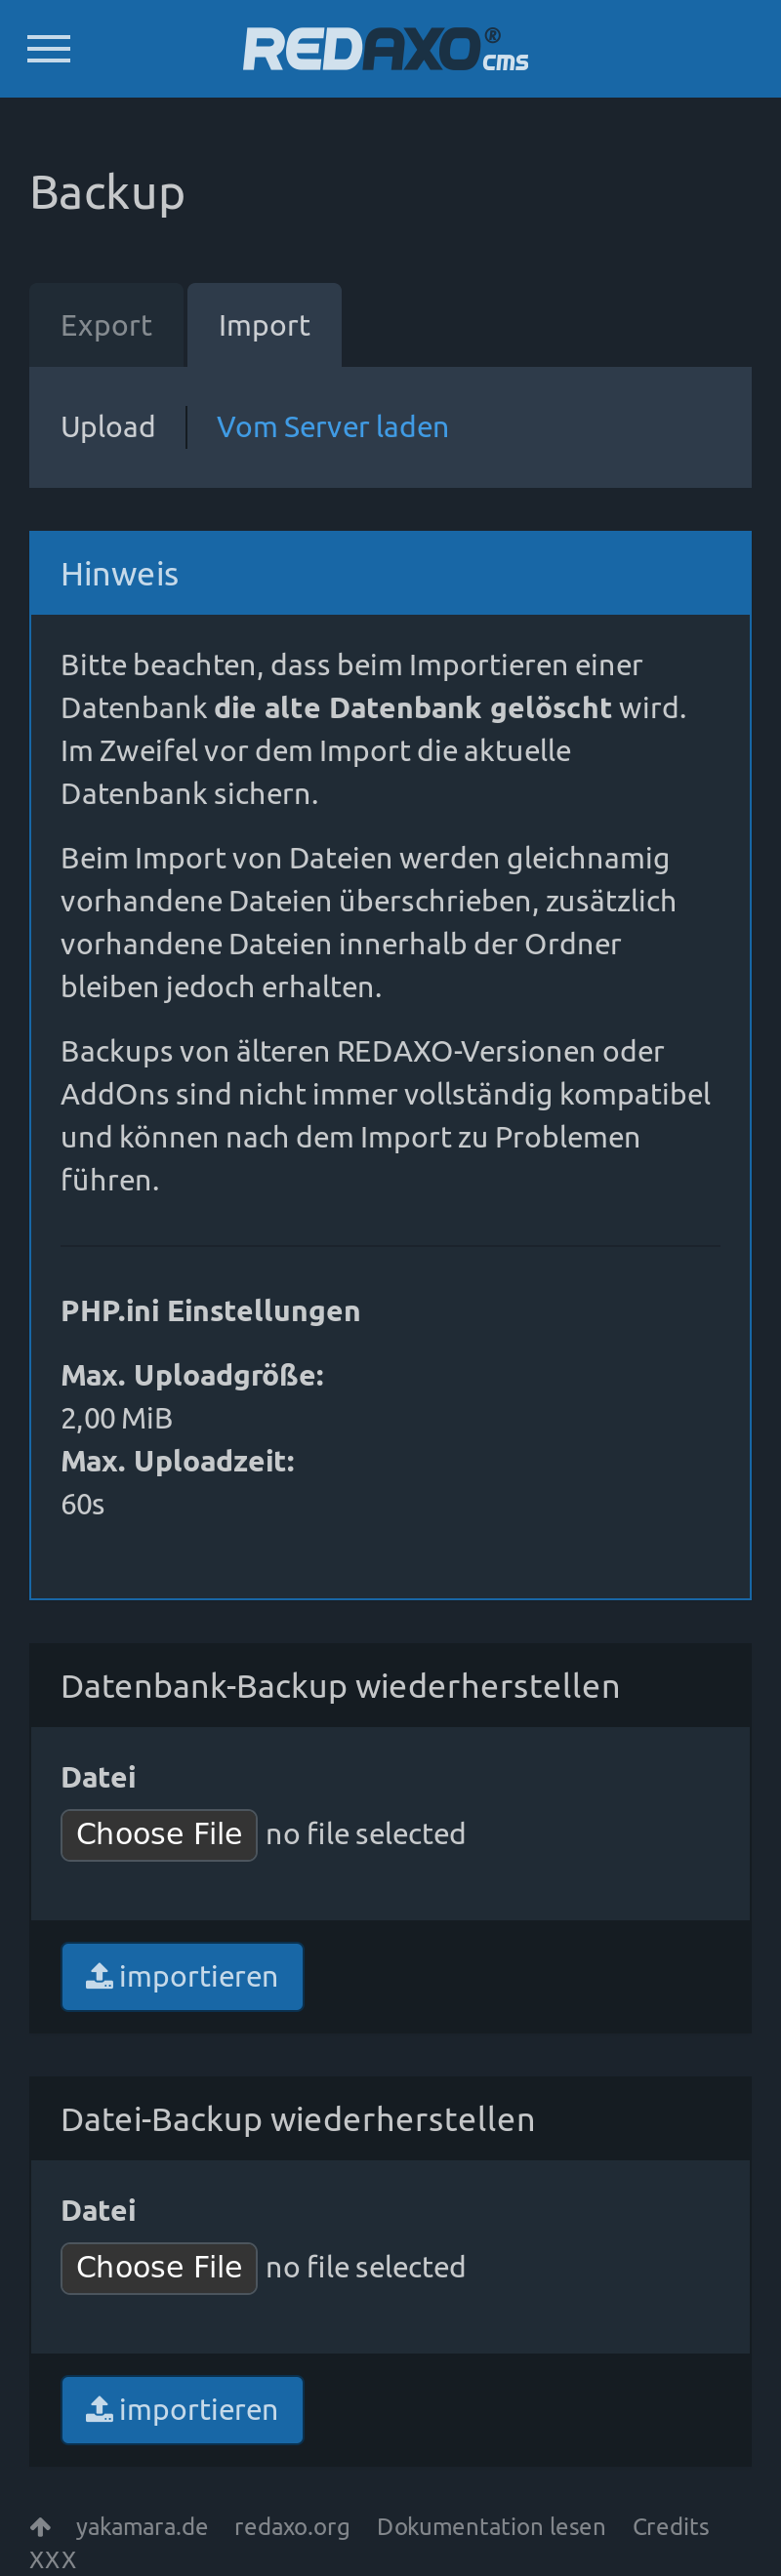 REDAXO® cms
Backup
Export Import
Upload Vom Server laden
Hinweis
Bitte beachten, dass beim Importieren einer
Datenbank die alte Datenbank gelöscht wird.
Im Zweifel vor dem Import die aktuelle
Datenbank sichern.
Beim Import von Dateien werden gleichnamig
vorhandene Dateien überschrieben, zusätzlich
vorhandene Dateien innerhalb der Ordner
bleiben jedoch erhalten.
Backups von älteren REDAXO-Versionen oder
AddOns sind nicht immer vollständig kompatibel
und können nach dem Import zu Problemen
führen.
PHP.ini Einstellungen
Max. Uploadgröße:
2,00 MiB
Max. Uploadzeit:
60s
Datenbank-Backup wiederherstellen
Datei
Choose File no file selected
importieren
Datei-Backup wiederherstellen
Datei
Choose File no file selected
importieren
yakamara.de redaxo.org Dokumentation lesen Credits
XXX